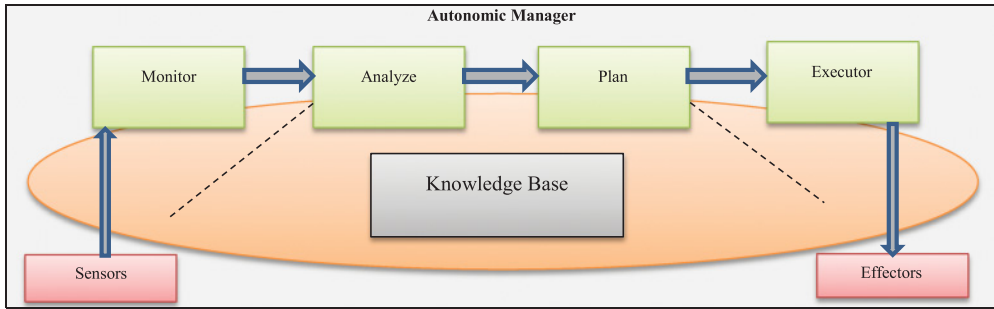 Autonomic Manager
Monitor
Analyze
Plan
Executor
Knowledge Base
Sensors
Effectors